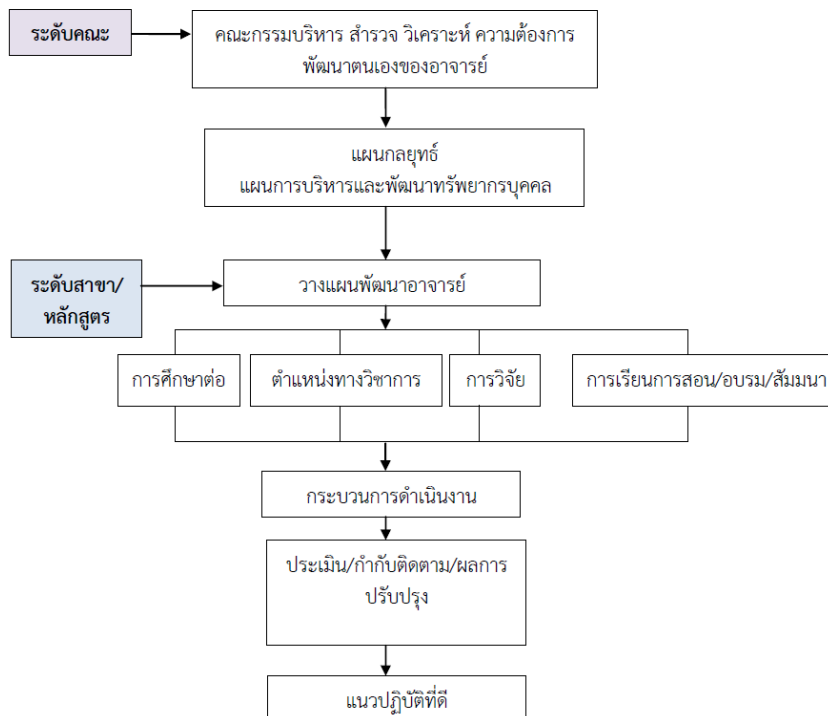 ระดับคณะ
คณะกรรมบริหาร สำรวจ วิเคราะห์ ความต้องการ
พัฒนาตนเองของอาจารย์
แผนกลยุทธ์
แผนการบริหารและพัฒนาทรัพยากรบุคคล
ระดับสาขา/
หลักสูตร
วางแผนพัฒนาอาจารย์
การศึกษาต่อ
ตำแหน่งทางวิชาการ
การวิจัย
การเรียนการสอน/อบรม/สัมมนา
กระบวนการดำเนินงาน
ประเมิน/กำกับติดตาม/ผลการ
ปรับปรุง
แนวปฏิบัติที่ดี